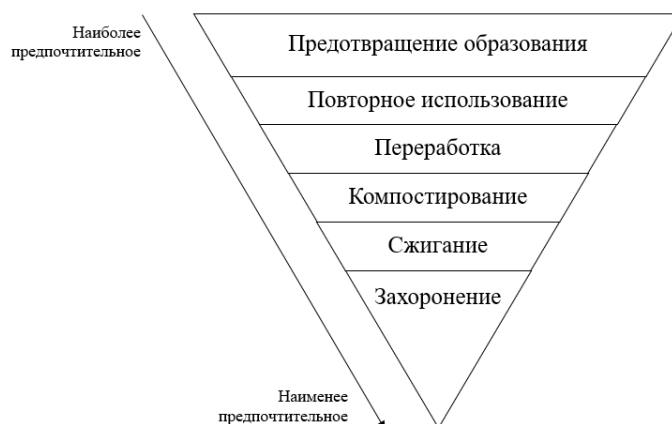 Наиболее
предпочтительное
Предотвращение образования
Повторное использование
Переработка
Компостирование
Сжигание
Захоронение
Наименее
предпочтительное